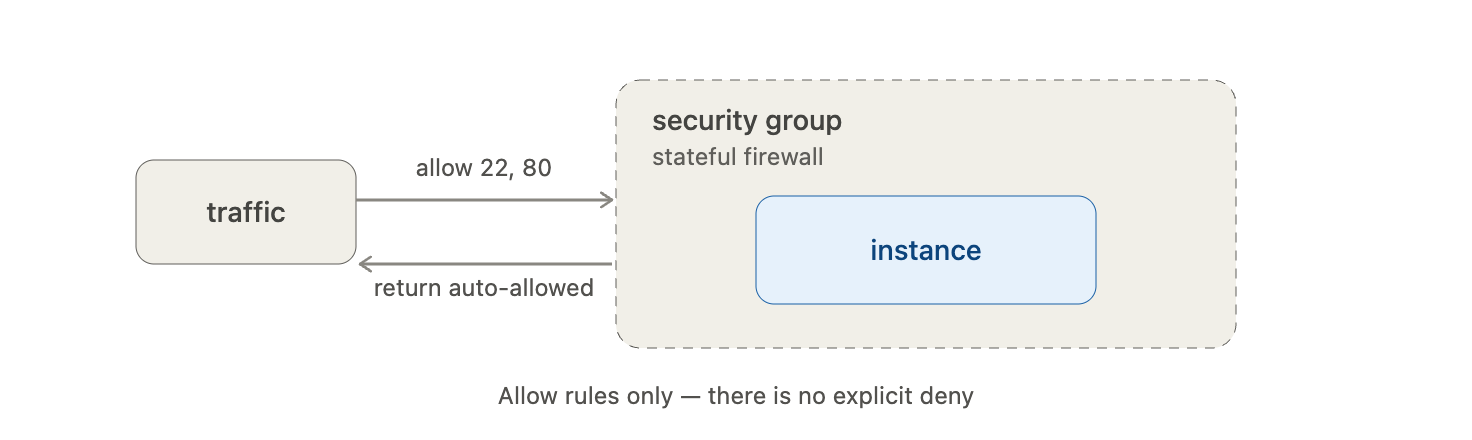 security group
stateful firewall
allow 22, 80
traffic
instance
return auto-allowed
Allow rules only — there is no explicit deny